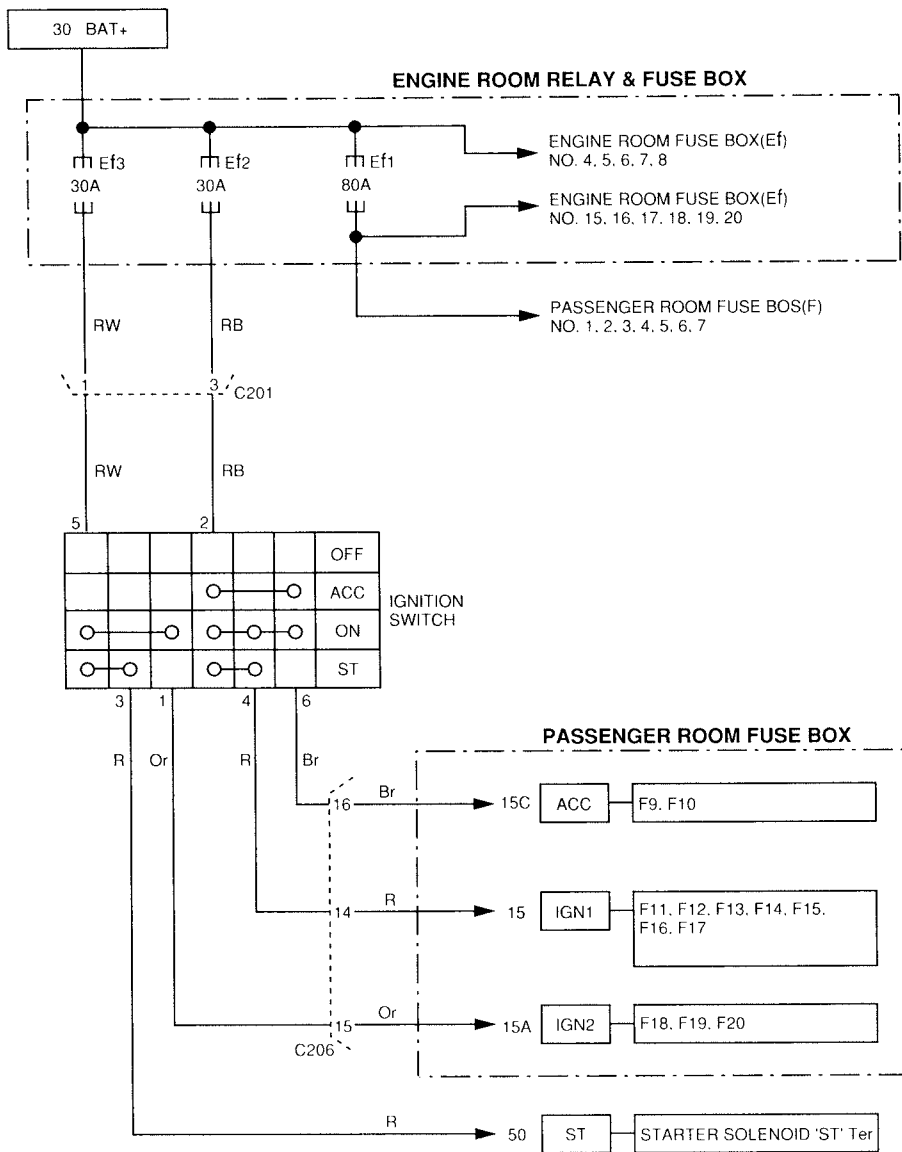 30 BAT+
ENGINE ROOM RELAY & FUSE BOX
Ef3
30A
Ef2
30A
Ef1
80A
ENGINE ROOM FUSE BOX(Ef)
NO. 4, 5, 6, 7, 8
ENGINE ROOM FUSE BOX(Ef)
NO. 15, 16, 17, 18, 19, 20
PASSENGER ROOM FUSE BOS(F)
NO. 1, 2, 3, 4, 5, 6, 7
RW
RB
1
3
C201
RW
RB
5
2
OFF
ACC
ON
ST
IGNITION
SWITCH
3
1
4
6
R
Or
R
Br
PASSENGER ROOM FUSE BOX
16
Br
15C
ACC
F9, F10
14
R
15
IGN1
F11, F12, F13, F14, F15,
F16, F17
15
Or
15A
IGN2
F18, F19, F20
C206
R
50
ST
STARTER SOLENOID 'ST' Ter